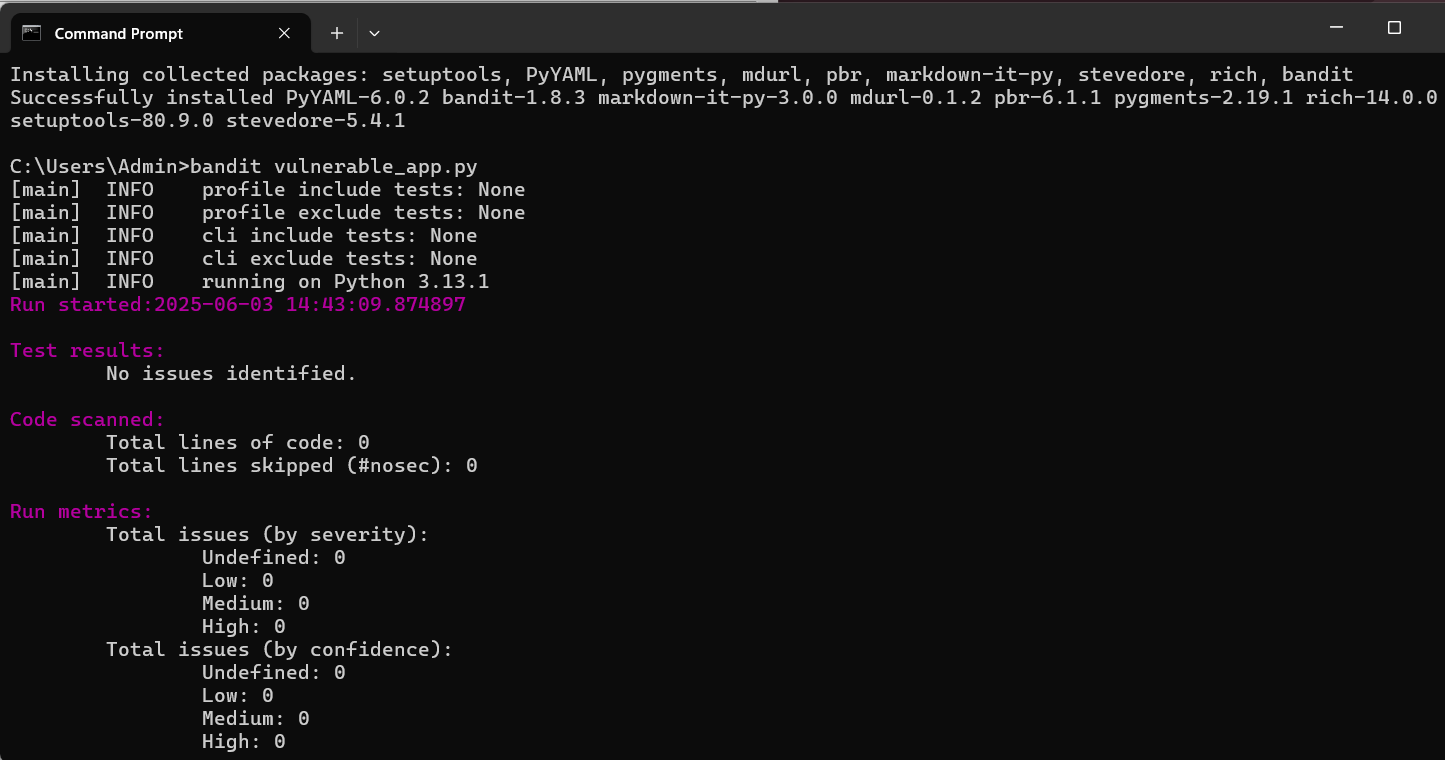 Command Prompt
Installing collected packages: setuptools, PyYAML, pygments, mdurl, pbr, markdown-it-py, stevedore, rich, bandit
Successfully installed PyYAML-6.0.2 bandit-1.8.3 markdown-it-py-3.0.0 mdurl-0.1.2 pbr-6.1.1 pygments-2.19.1 rich-14.0.0
setuptools-80.9.0 stevedore-5.4.1
C:\Users\Admin>bandit vulnerable_app.py
[main]  INFO    profile include tests: None
[main]  INFO    profile exclude tests: None
[main]  INFO    cli include tests: None
[main]  INFO    cli exclude tests: None
[main]  INFO    running on Python 3.13.1
Run started:2025-06-03 14:43:09.874897
Test results:
        No issues identified.
Code scanned:
        Total lines of code: 0
        Total lines skipped (#nosec): 0
Run metrics:
        Total issues (by severity):
                Undefined: 0
                Low: 0
                Medium: 0
                High: 0
        Total issues (by confidence):
                Undefined: 0
                Low: 0
                Medium: 0
                High: 0